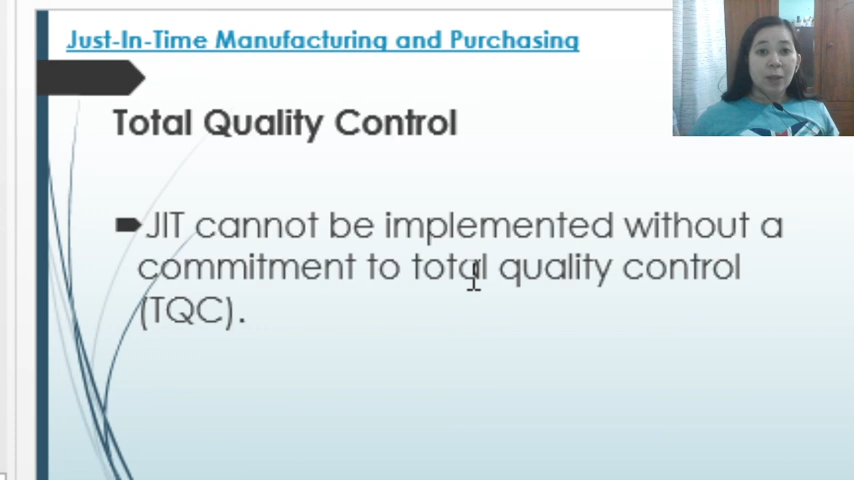 Just-In-Time Manufacturing and Purchasing
Total Quality Control
JIT cannot be implemented without a
commitment to total quality control
(TQC).